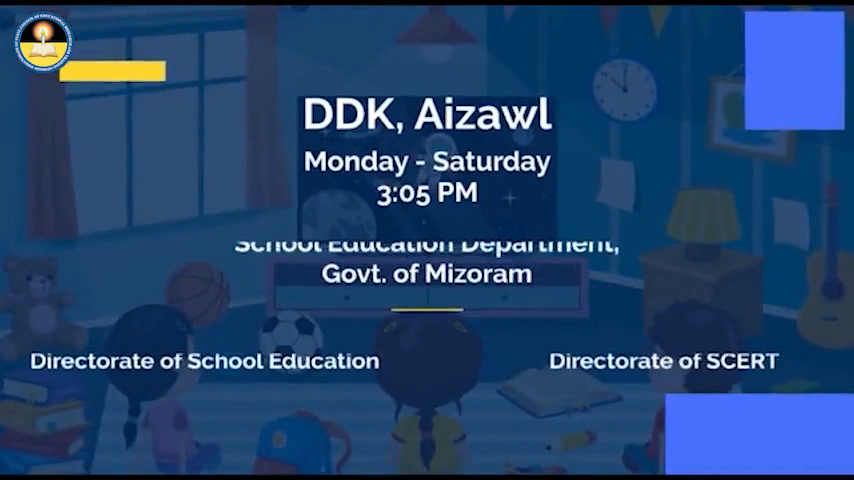 DDK, Aizawl
Monday - Saturday
3:05 PM
School Education Department,
Govt. of Mizoram
Directorate of School Education
Directorate of SCERT